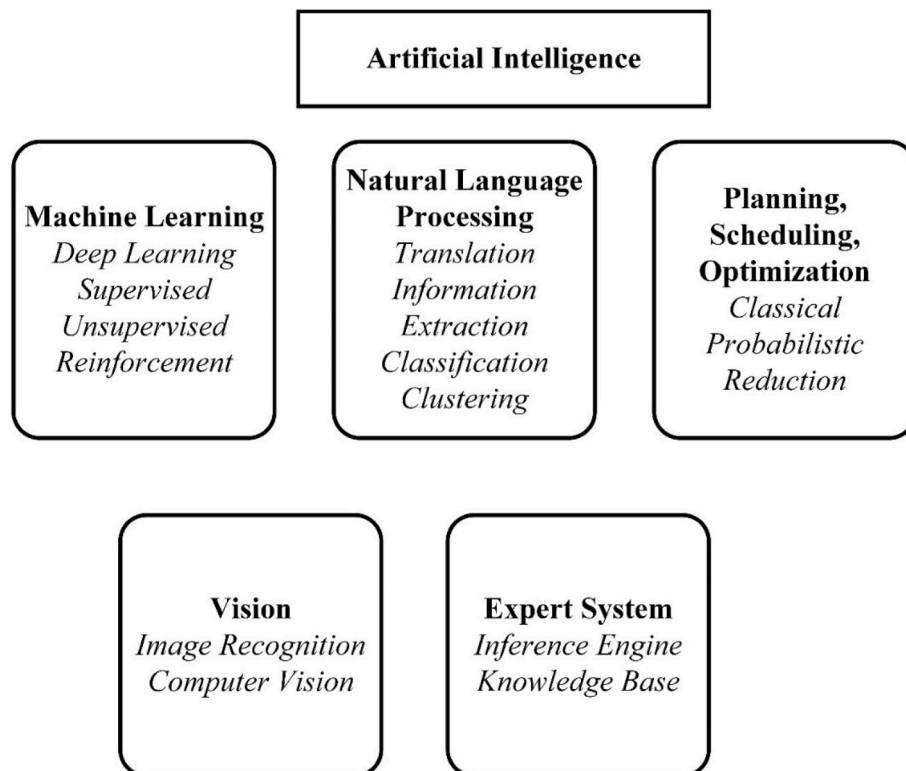 Artificial Intelligence
Machine Learning
Deep Learning
Supervised
Unsupervised
Reinforcement
Natural Language
Processing
Translation
Information
Extraction
Classification
Clustering
Planning,
Scheduling,
Optimization
Classical
Probabilistic
Reduction
Vision
Image Recognition
Computer Vision
Expert System
Inference Engine
Knowledge Base